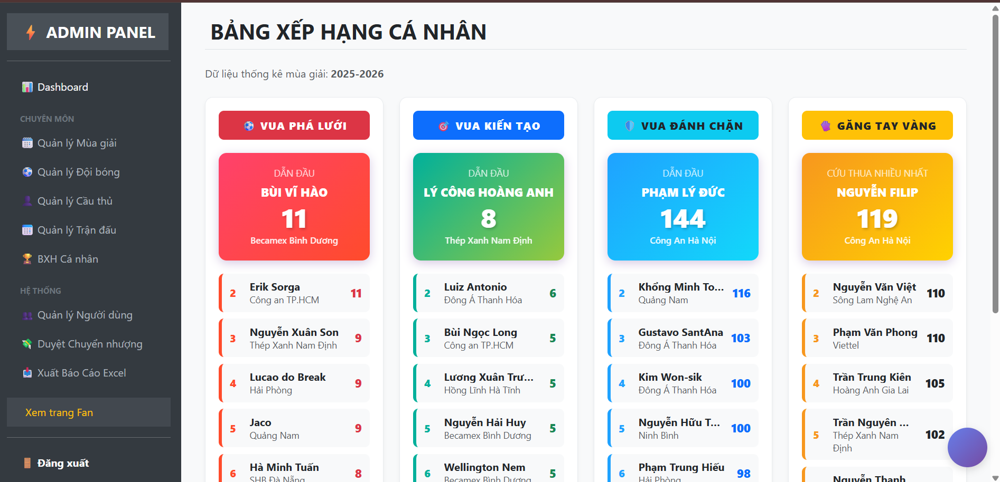 ADMIN PANEL
Dashboard
CHUYÊN MÔN
Quản lý Mùa giải
Quản lý Đội bóng
Quản lý Cầu thủ
Quản lý Trận đấu
BXH Cá nhân
HỆ THỐNG
Quản lý Người dùng
Duyệt Chuyển nhượng
Xuất Báo Cáo Excel
Xem trang Fan
Đăng xuất
BẢNG XẾP HẠNG CÁ NHÂN
Dữ liệu thống kê mùa giải: 2025-2026
VUA PHÁ LƯỚI
DẪN ĐẦU
BÙI VĨ HÀO
11
Becamex Bình Dương
2 Erik Sorga 11
Công an TP.HCM
3 Nguyễn Xuân Son 9
Thép Xanh Nam Định
4 Lucao do Break 9
Hải Phòng
5 Jaco 9
Quảng Nam
6 Hà Minh Tuấn 8
SHB Đà Nẵng
VUA KIẾN TẠO
DẪN ĐẦU
LÝ CÔNG HOÀNG ANH
8
Thép Xanh Nam Định
2 Luiz Antonio 6
Đông Á Thanh Hóa
3 Bùi Ngọc Long 5
Công an TP.HCM
4 Lương Xuân Trư... 5
Hồng Lĩnh Hà Tĩnh
5 Nguyễn Hải Huy 5
Becamex Bình Dương
6 Wellington Nem 5
Becamex Bình Dương
VUA ĐÁNH CHẶN
DẪN ĐẦU
PHẠM LÝ ĐỨC
144
Công An Hà Nội
2 Khổng Minh To... 116
Quảng Nam
3 Gustavo SantAna 103
Đông Á Thanh Hóa
4 Kim Won-sik 100
Đông Á Thanh Hóa
5 Nguyễn Hữu T... 100
Ninh Bình
6 Phạm Trung Hiếu 98
Hải Phòng
GĂNG TAY VÀNG
CỨU THUA NHIỀU NHẤT
NGUYỄN FILIP
119
Công An Hà Nội
2 Nguyễn Văn Việt 110
Sông Lam Nghệ An
3 Phạm Văn Phong 110
Viettel
4 Trần Trung Kiên 105
Hoàng Anh Gia Lai
5 Trần Nguyên ... 102
Thép Xanh Nam
Định
Nguyễn Thanh